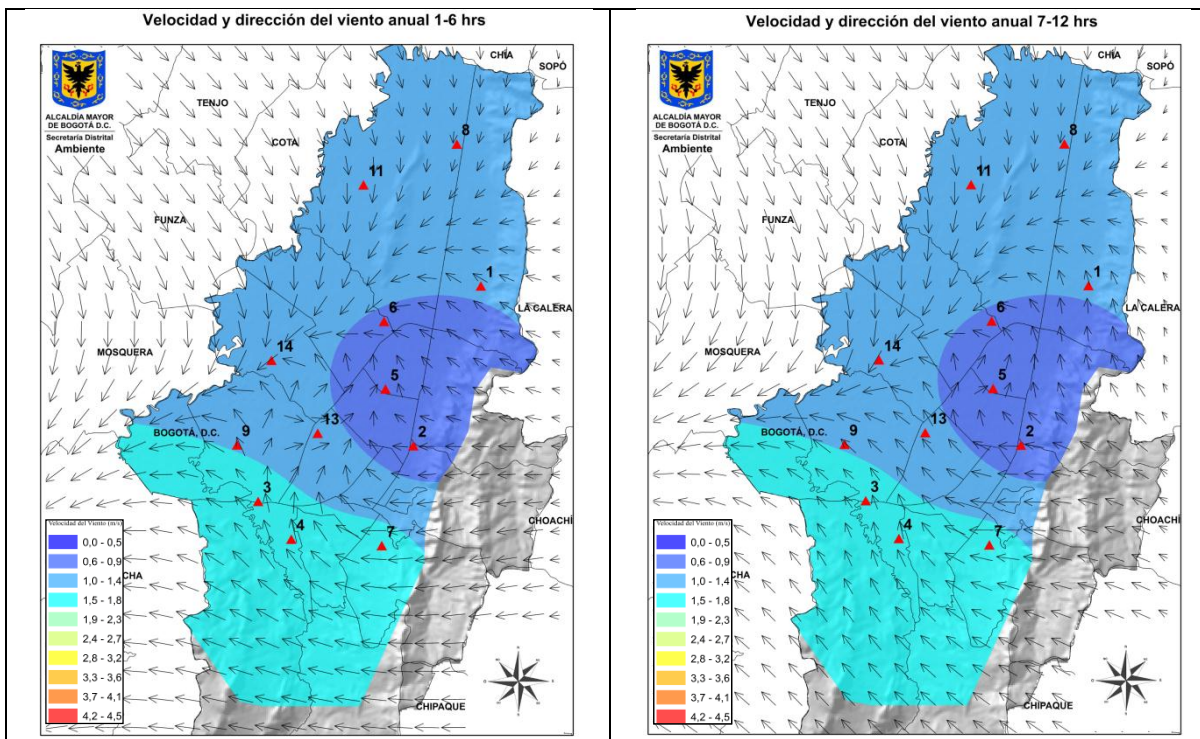 Velocidad y dirección del viento anual 1-6 hrs
ALCALDÍA MAYOR
DE BOGOTÁ D.C.
Secretaría Distrital
Ambiente
CHÍA
SOPÓ
TENJO
COTA
8
11
FUNZA
1
LA CALERA
6
MOSQUERA
14
5
13
BOGOTÁ, D.C.
9
2
3
4
7
CHOACHÍ
Velocidad del Viento (m/s)
0,0 - 0,5
0,6 - 0,9
1,0 - 1,4
1,5 - 1,8
1,9 - 2,3
2,4 - 2,7
2,8 - 3,2
3,3 - 3,6
3,7 - 4,1
4,2 - 4,5
CHA
CHIPAQUE
Velocidad y dirección del viento anual 7-12 hrs
ALCALDÍA MAYOR
DE BOGOTÁ D.C.
Secretaría Distrital
Ambiente
CHÍA
SOPÓ
TENJO
COTA
8
11
FUNZA
1
LA CALERA
6
MOSQUERA
14
5
13
BOGOTÁ, D.C.
9
2
3
4
7
CHOACHÍ
Velocidad del Viento (m/s)
0,0 - 0,5
0,6 - 0,9
1,0 - 1,4
1,5 - 1,8
1,9 - 2,3
2,4 - 2,7
2,8 - 3,2
3,3 - 3,6
3,7 - 4,1
4,2 - 4,5
CHA
CHIPAQUE